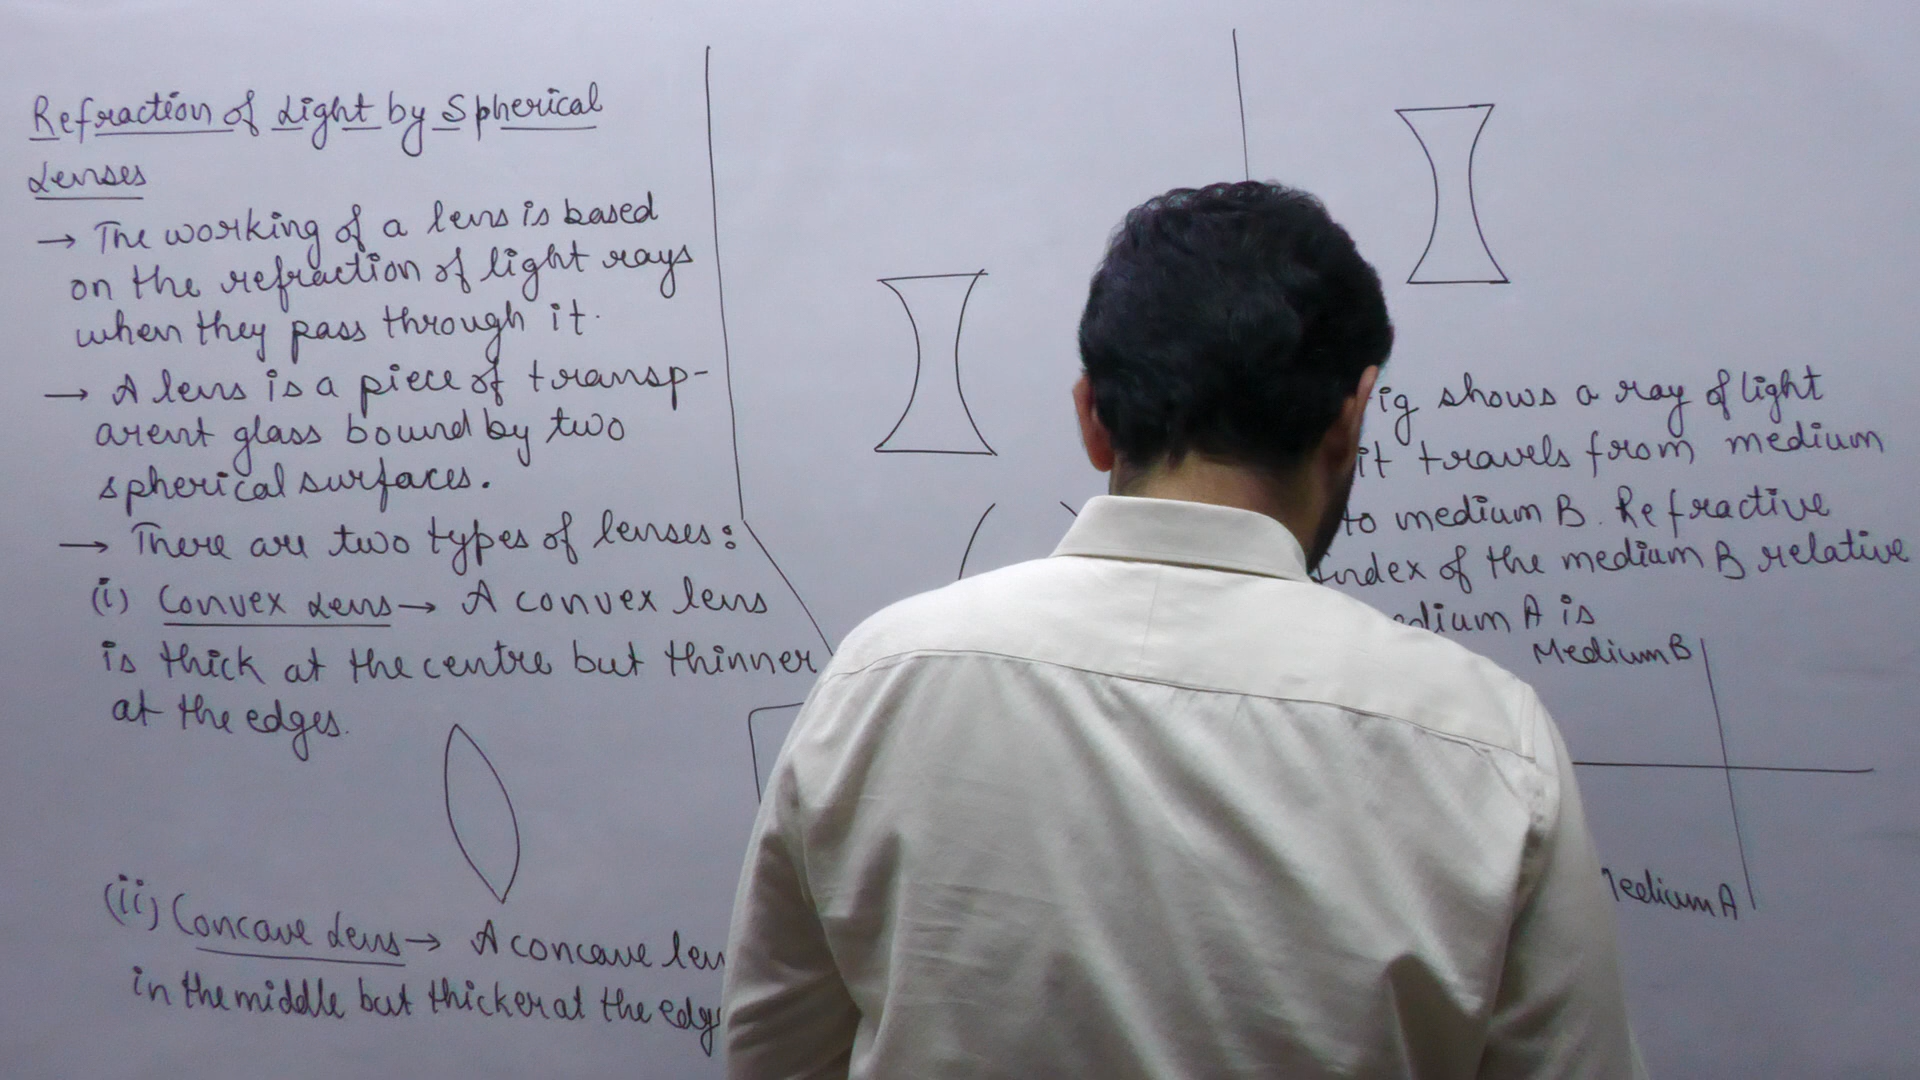 Refraction of Light by Spherical
Lenses
→ The working of a lens is based
on the refraction of light rays
when they pass through it.
→ A lens is a piece of transp-
arent glass bound by two
spherical surfaces.
→ There are two types of lenses:
(i) Convex Lens → A convex lens
is thick at the centre but thinner
at the edges.
(ii) Concave Lens → A concave
in the middle but thicker at the
shows a ray of light
it travels from medium
to medium B. Refractive
index of the medium B relative
A is
Medium B
Medium A